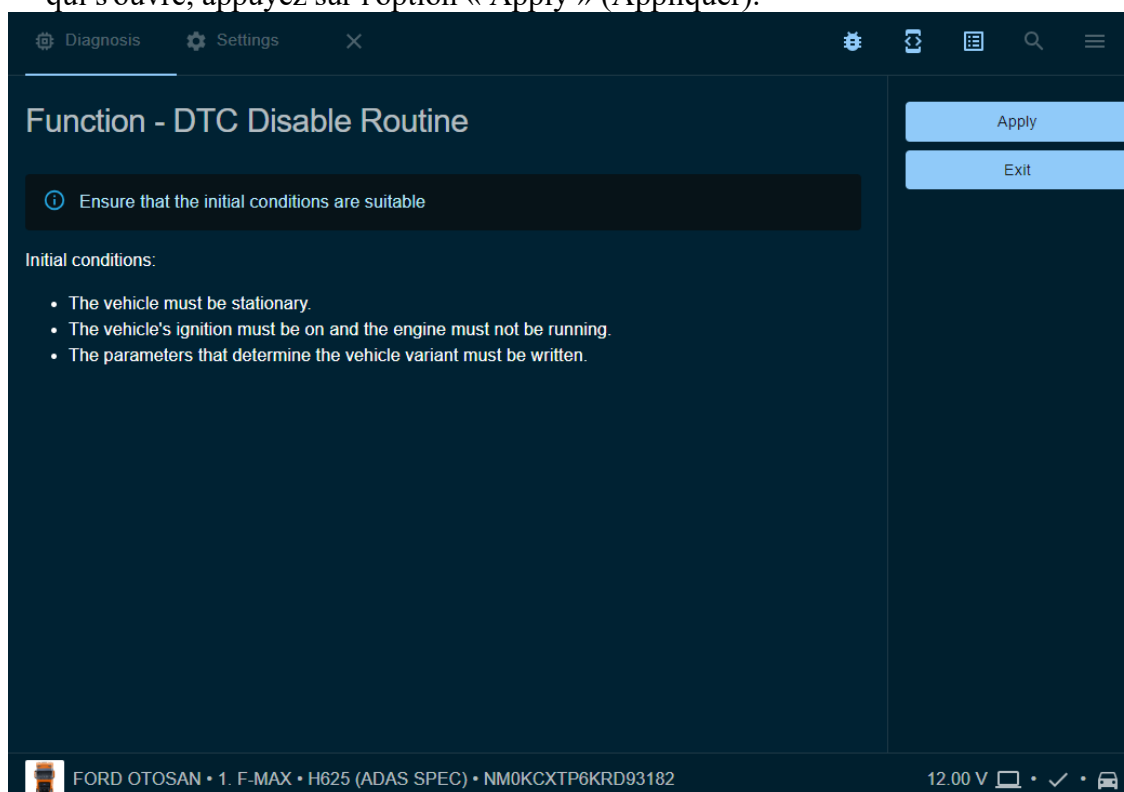 qui s'ouvre, appuyez sur l'option « Apply » (Appliquer).
Diagnosis
Settings
Function - DTC Disable Routine
Apply
Exit
Ensure that the initial conditions are suitable
Initial conditions:
• The vehicle must be stationary.
• The vehicle's ignition must be on and the engine must not be running.
• The parameters that determine the vehicle variant must be written.
FORD OTOSAN • 1. F-MAX • H625 (ADAS SPEC) • NM0KCXTP6KRD93182
12.00 V